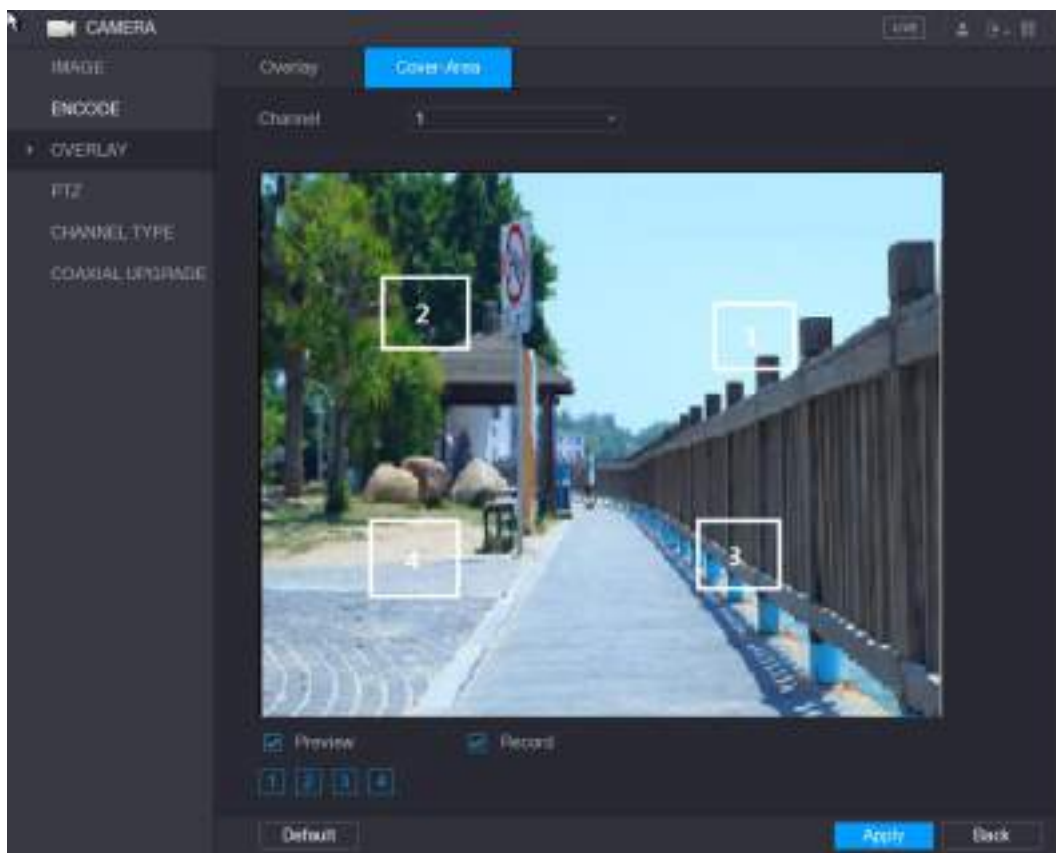 CAMERA
LIVE
IMAGE
Overlay
Cover-Area
ENCODE
Channel
1
OVERLAY
PTZ
CHANNEL TYPE
COAXIAL UPGRADE
2
1
4
3
Preview
Record
1 2 3 4
Default
Apply
Back